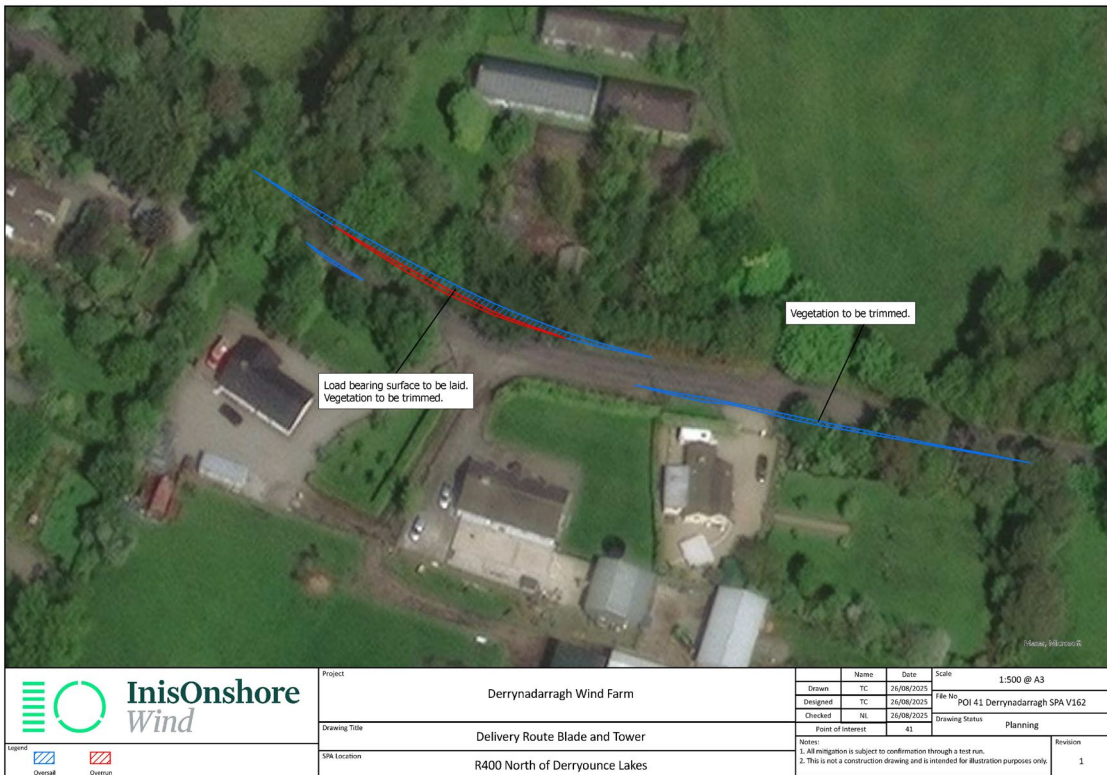 Vegetation to be trimmed.
Load bearing surface to be laid.
Vegetation to be trimmed.
Maxar, Microsoft
InisOnshore
Wind
Legend
Oversail
Overrun
Project
Derrynadarragh Wind Farm
Drawing Title
Delivery Route Blade and Tower
SPA Location
R400 North of Derryounce Lakes
Name
Date
Drawn
TC
26/08/2025
Designed
TC
26/08/2025
Checked
NL
26/08/2025
Point of Interest
41
Scale
1:500 @ A3
File No
POI 41 Derrynadarragh SPA V162
Drawing Status
Planning
Notes:
1. All mitigation is subject to confirmation through a test run.
2. This is not a construction drawing and is intended for illustration purposes only.
Revision
1